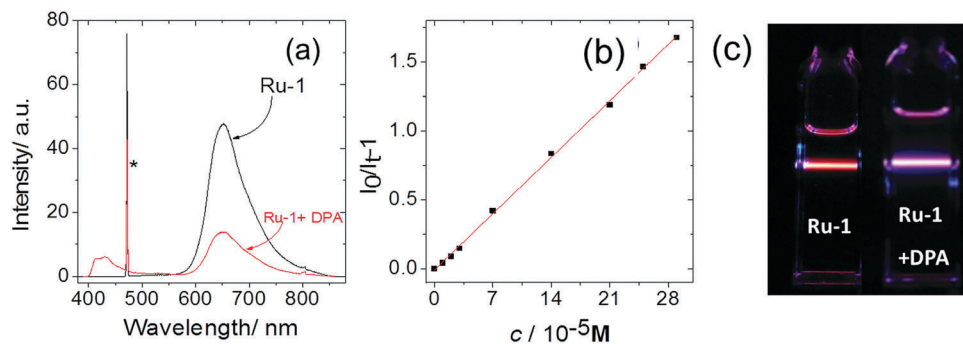 (a)
Ru-1
*
Ru-1+ DPA
Intensity/ a.u.
80
60
40
20
0
400 500 600 700 800
Wavelength/ nm
(b)
I0/It-1
1.5
1.0
0.5
0.0
0 7 14 21 28
c / 10-5M
(c)
Ru-1
Ru-1
+DPA